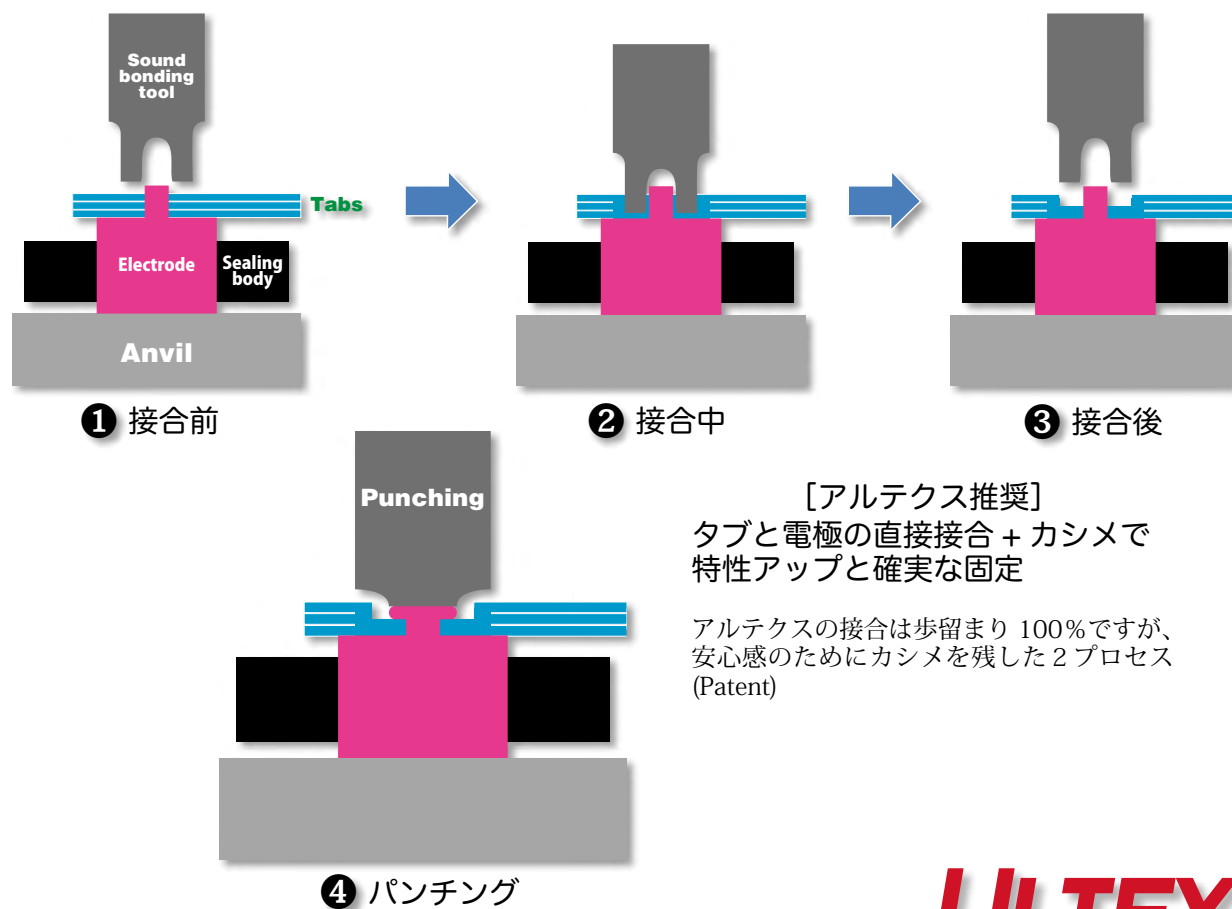 Sound
bonding
tool
Tabs
Electrode
Sealing
body
Anvil
❶ 接合前
❷ 接合中
❸ 接合後
Punching
[アルテクス推奨]
タブと電極の直接接合 + カシメで
特性アップと確実な固定
アルテクスの接合は歩留まり 100%ですが、
安心感のためにカシメを残した 2 プロセス
(Patent)
❹ パンチング
ULTEX